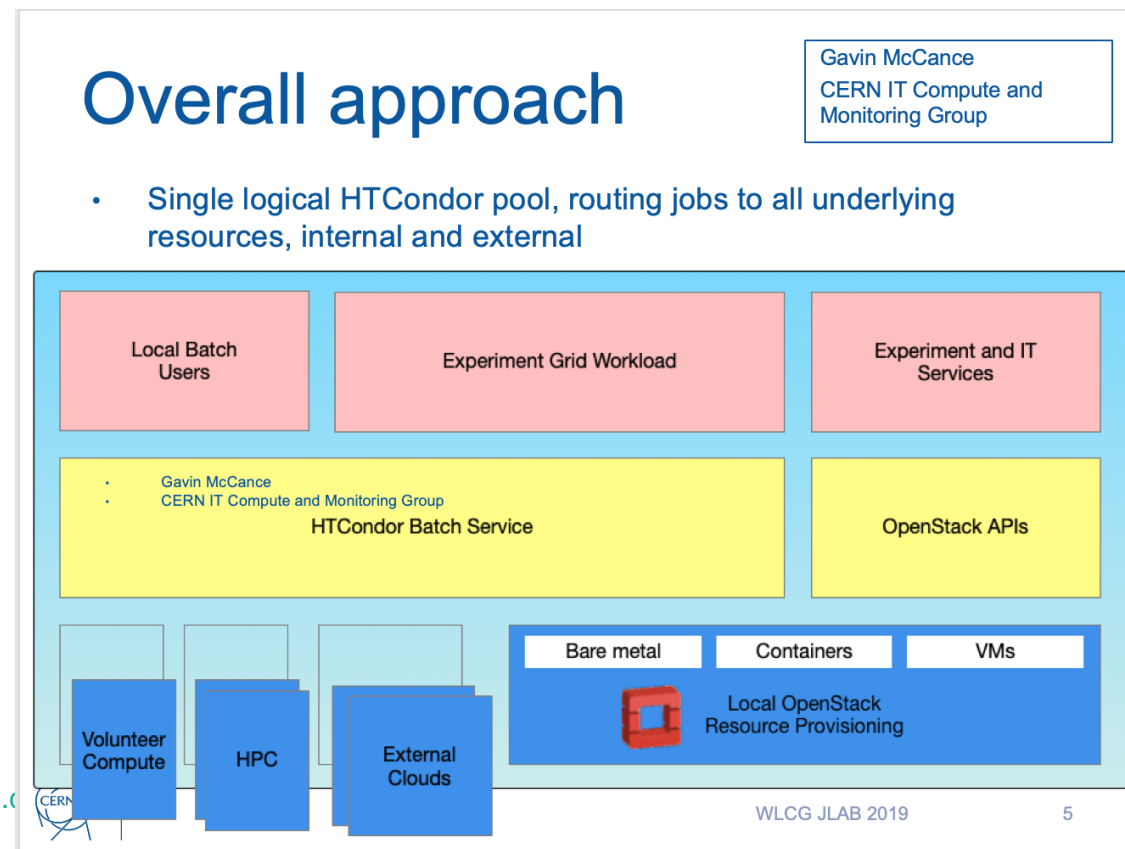 Gavin McCance
CERN IT Compute and
Monitoring Group
Overall approach
• Single logical HTCondor pool, routing jobs to all underlying
resources, internal and external
Local Batch
Users
Experiment Grid Workload
Experiment and IT
Services
• Gavin McCance
• CERN IT Compute and Monitoring Group
HTCondor Batch Service
OpenStack APIs
Bare metal
Containers
VMs
Local OpenStack
Resource Provisioning
Volunteer
Compute
HPC
External
Clouds
CERN
WLCG JLAB 2019
5